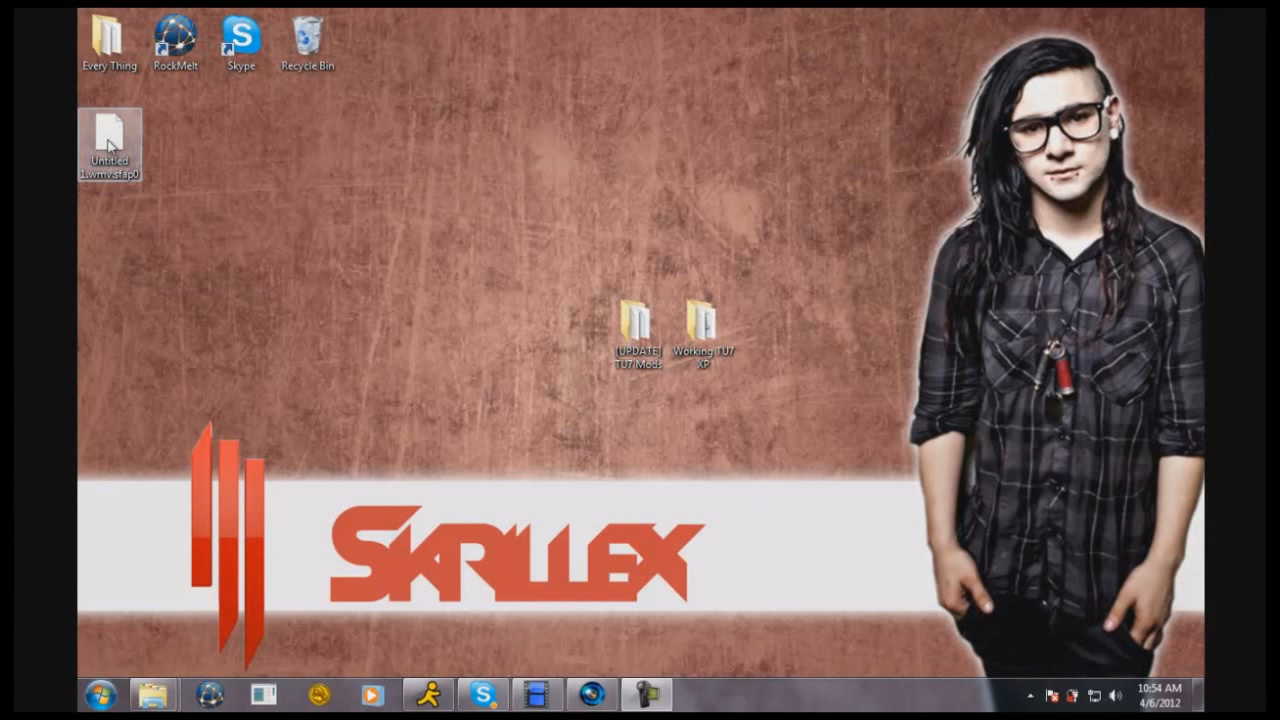 Every Thing
RockMelt
Skype
Recycle Bin
Untitled
1.wmv.sfap0
[UPDATE]
TU7 Mods
Working TU7
XP
SKRILLEX
10:54 AM
4/6/2012